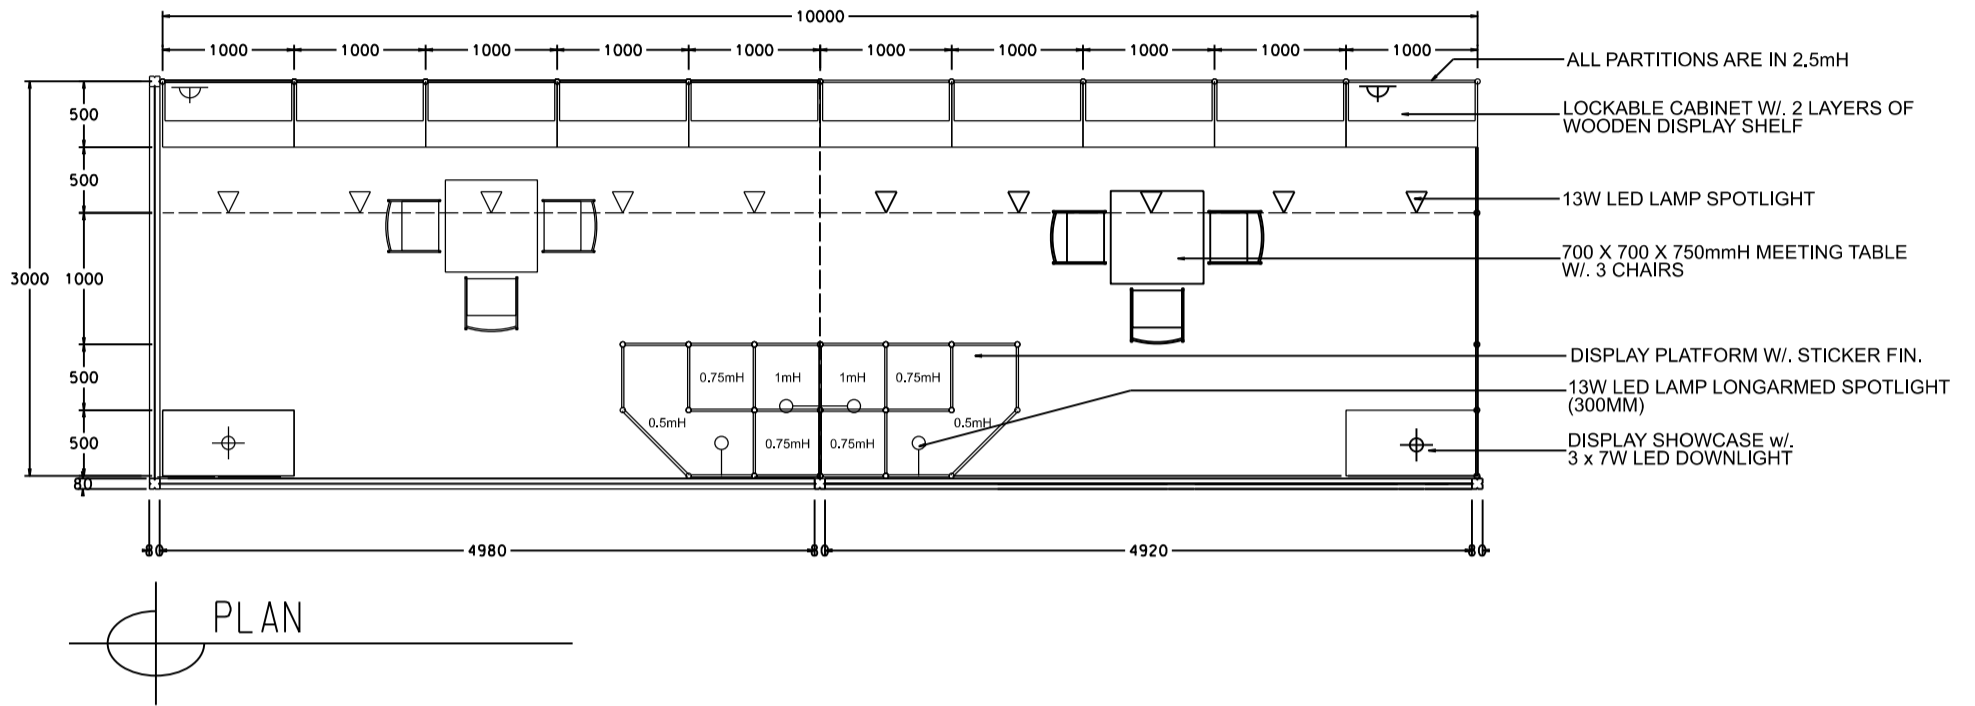 10000
1000 1000 1000 1000 1000 1000 1000 1000 1000 1000
ALL PARTITIONS ARE IN 2.5mH
LOCKABLE CABINET W/. 2 LAYERS OF
WOODEN DISPLAY SHELF
500
500
13W LED LAMP SPOTLIGHT
700 X 700 X 750mmH MEETING TABLE
W/. 3 CHAIRS
3000 1000
DISPLAY PLATFORM W/. STICKER FIN.
500 0.75mH 1mH 1mH 0.75mH
13W LED LAMP LONGARMED SPOTLIGHT
(300MM)
0.5mH 0.5mH
500 0.75mH 0.75mH
DISPLAY SHOWCASE w/.
3 x 7W LED DOWNLIGHT
80
80 4980 80 4920 80
PLAN